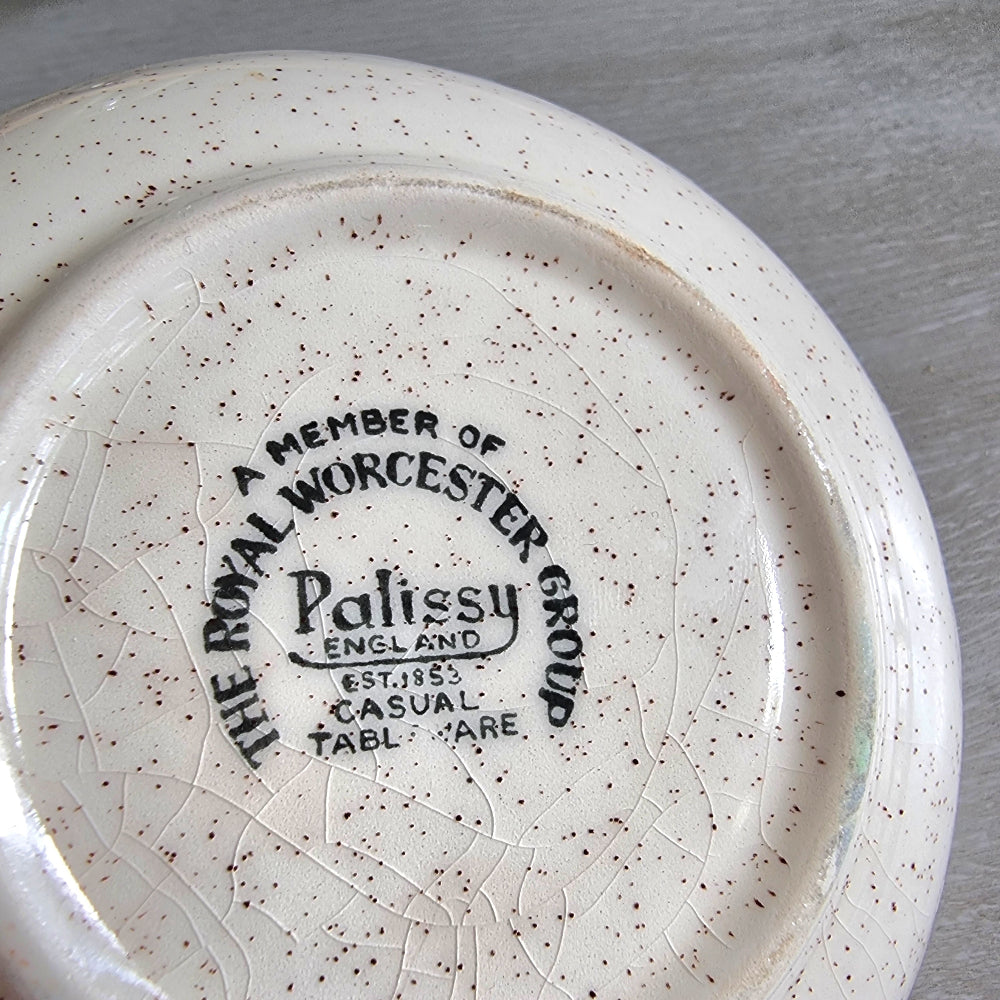 A MEMBER OF
THE ROYAL WORCESTER GROUP
Palissy
ENGLAND
EST. 1853
CASUAL